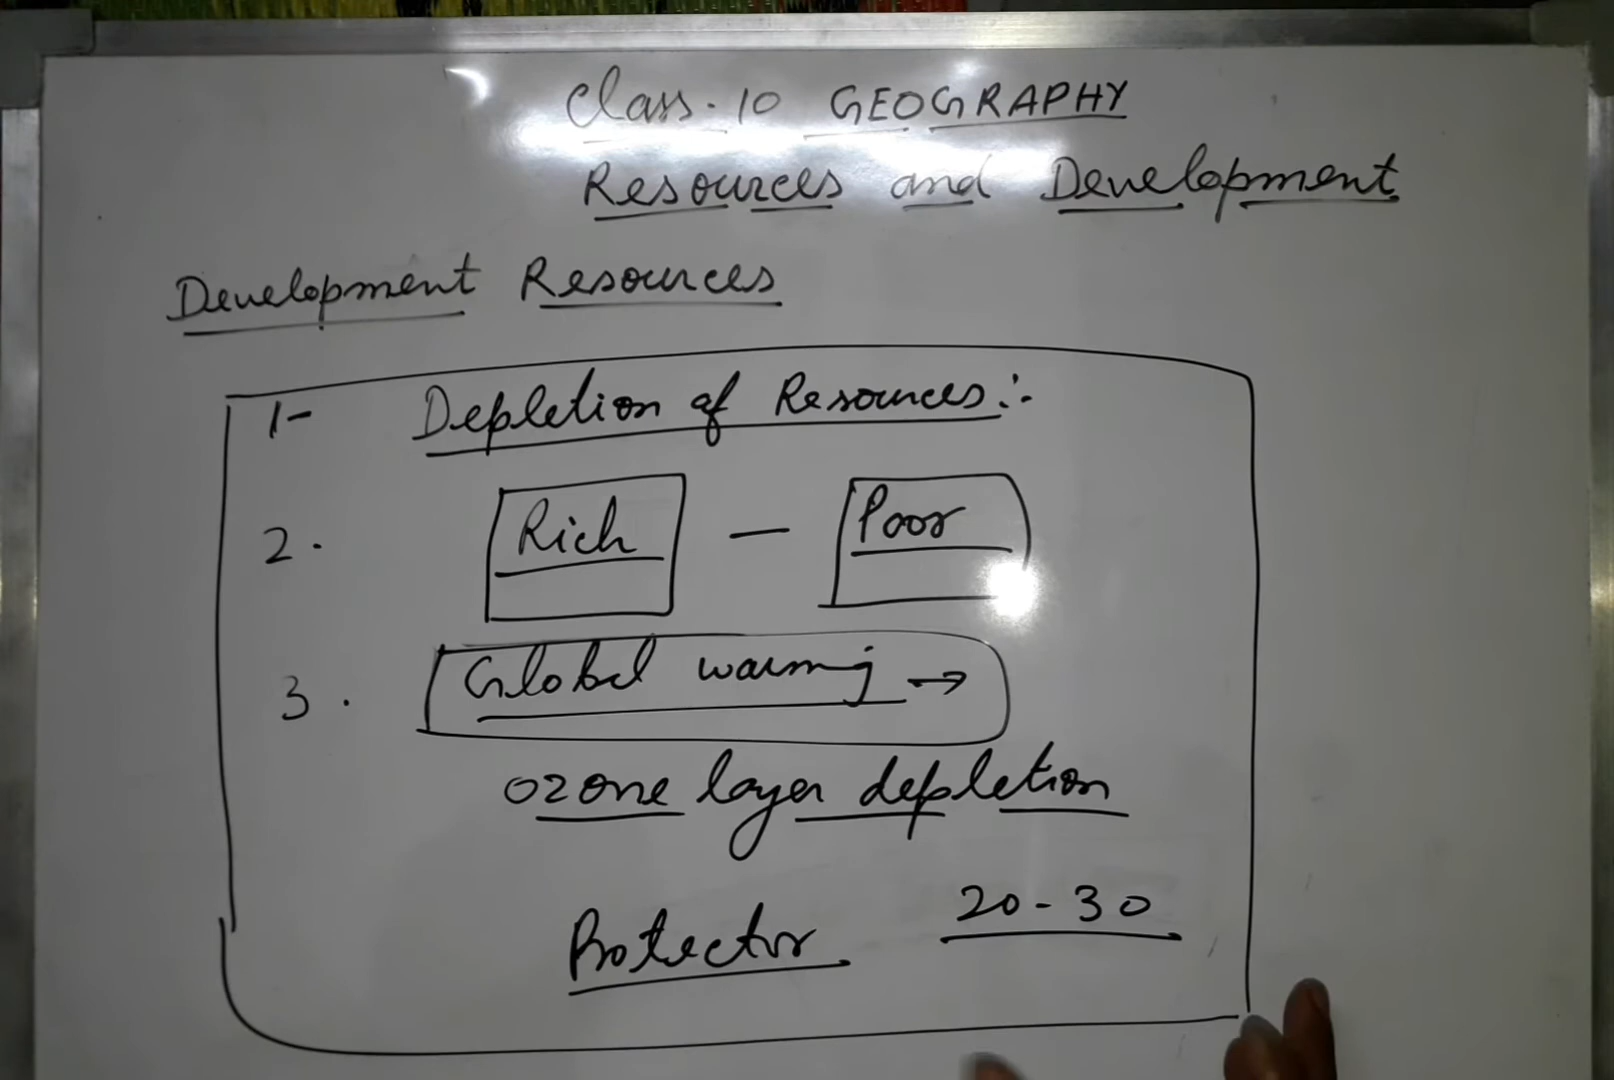 Class. 10 GEOGRAPHY
Resources and Development
Development Resources
1- Depletion of Resources:-
2. Rich - Poor
3. Global warming →
ozone layer depletion
Protector 20-30